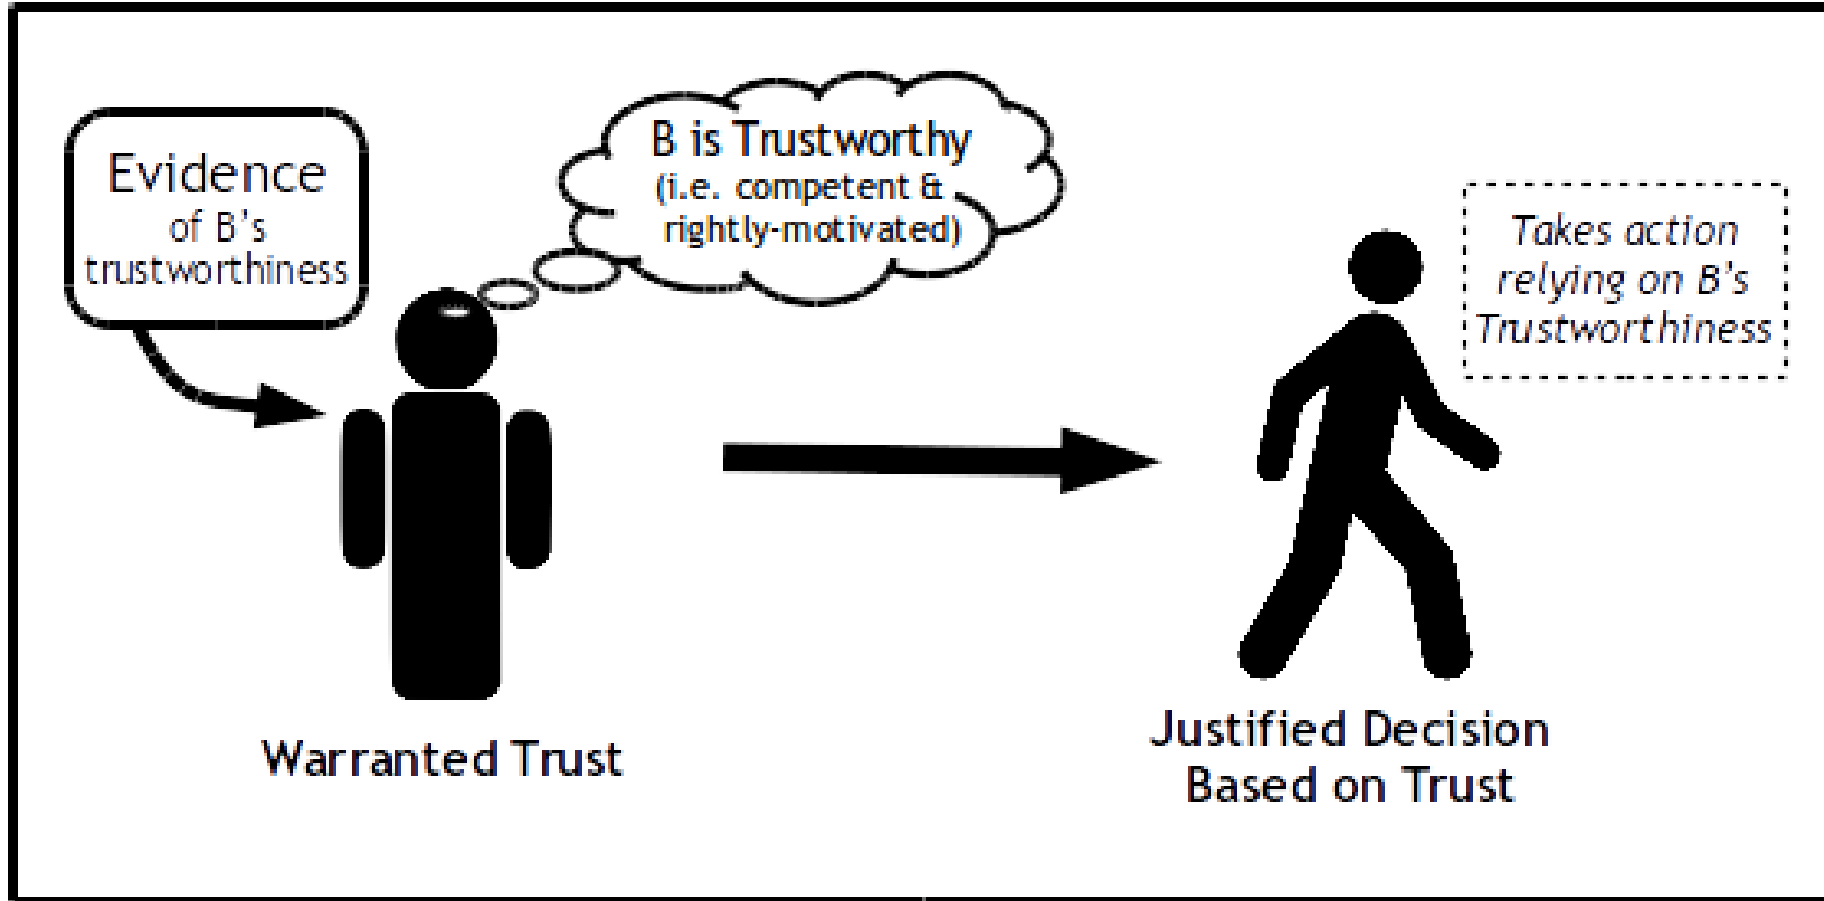 Evidence
of B's
trustworthiness
B is Trustworthy
(i.e. competent &
rightly-motivated)
Takes action
relying on B's
Trustworthiness
Warranted Trust
Justified Decision
Based on Trust